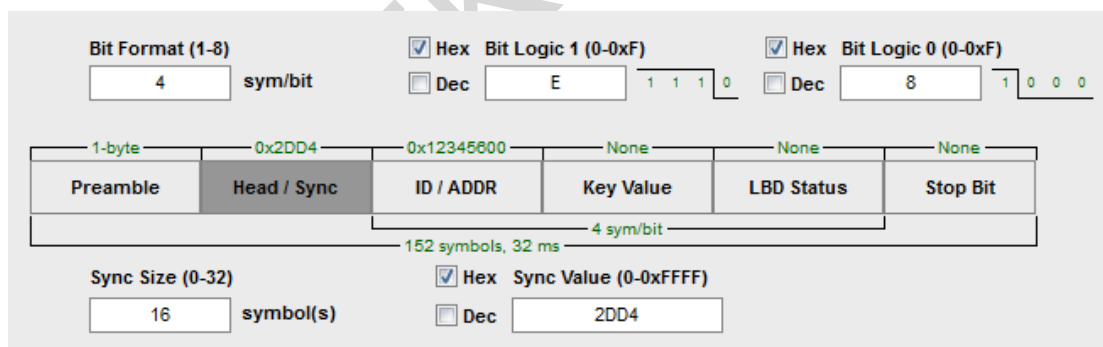 Bit Format (1-8) Hex Bit Logic 1 (0-0xF) Hex Bit Logic 0 (0-0xF)
4 sym/bit Dec E 1 1 1 0 Dec 8 1 0 0 0
1-byte 0x2DD4 0x12345600 None None None
Preamble Head / Sync ID / ADDR Key Value LBD Status Stop Bit
4 sym/bit
152 symbols, 32 ms
Sync Size (0-32) Hex Sync Value (0-0xFFFF)
16 symbol(s) Dec 2DD4